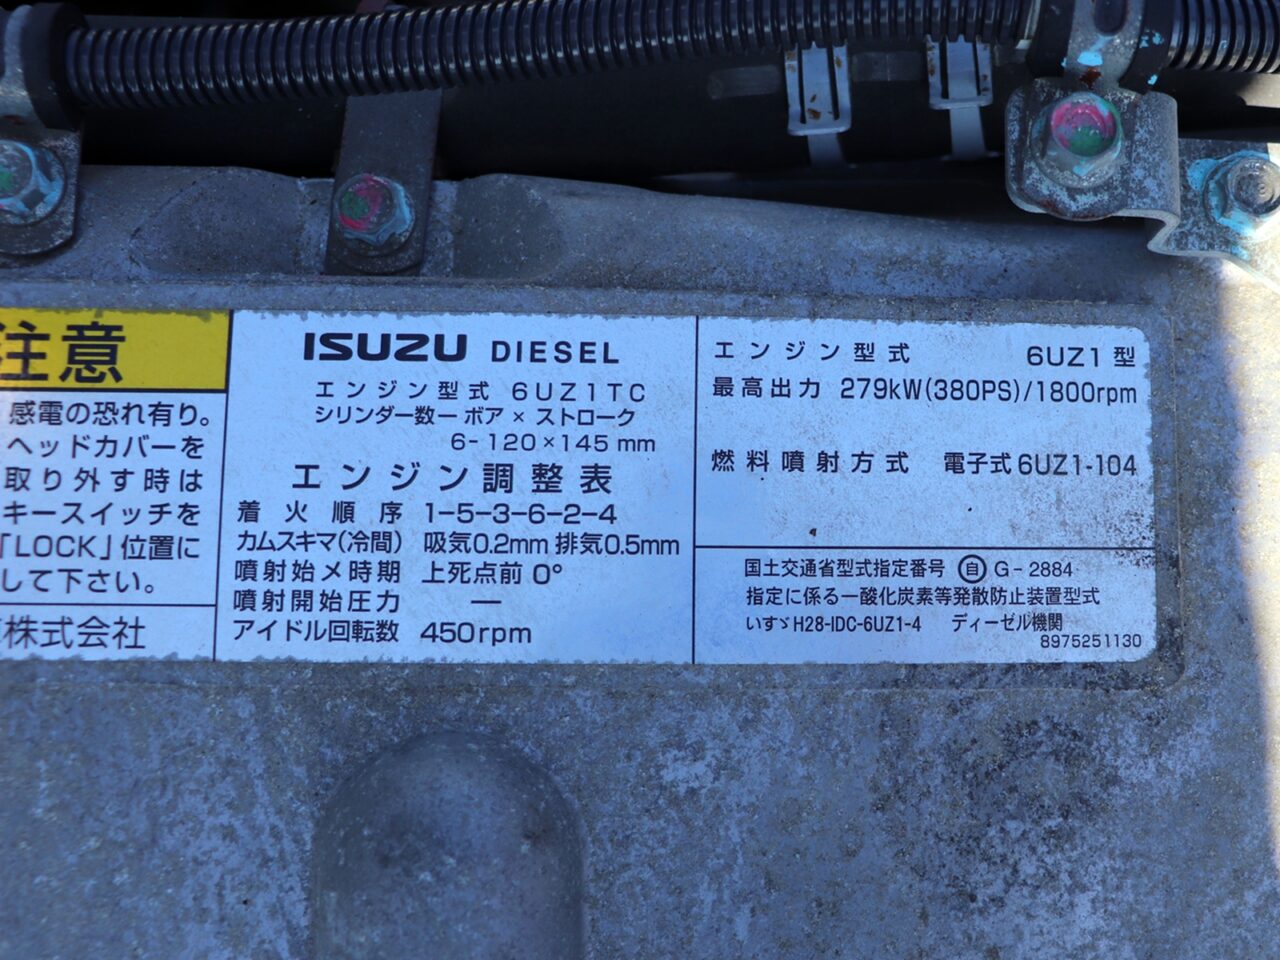 注意
感電の恐れ有り。
ヘッドカバーを
取り外す時は
キースイッチを
「LOCK」位置に
して下さい。
株式会社
ISUZU DIESEL
エンジン型式 6UZ1TC
シリンダー数ー ボア × ストローク
6-120×145 mm
エンジン調整表
着火順序 1-5-3-6-2-4
カムスキマ(冷間) 吸気0.2mm 排気0.5mm
噴射始メ時期 上死点前 0°
噴射開始圧力 —
アイドル回転数 450rpm
エンジン型式 6UZ1型
最高出力 279kW(380PS)/1800rpm
燃料噴射方式 電子式 6UZ1-104
国土交通省型式指定番号 自 G-2884
指定に係る一酸化炭素等発散防止装置型式
いすゞH28-IDC-6UZ1-4 ディーゼル機関
8975251130